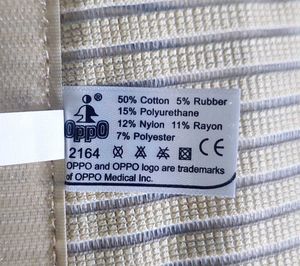 ®
50% Cotton 5% Rubber
15% Polyurethane
12% Nylon 11% Rayon
7% Polyester
OppO
2164
CE
OPPO and OPPO logo are trademarks
of OPPO Medical Inc.